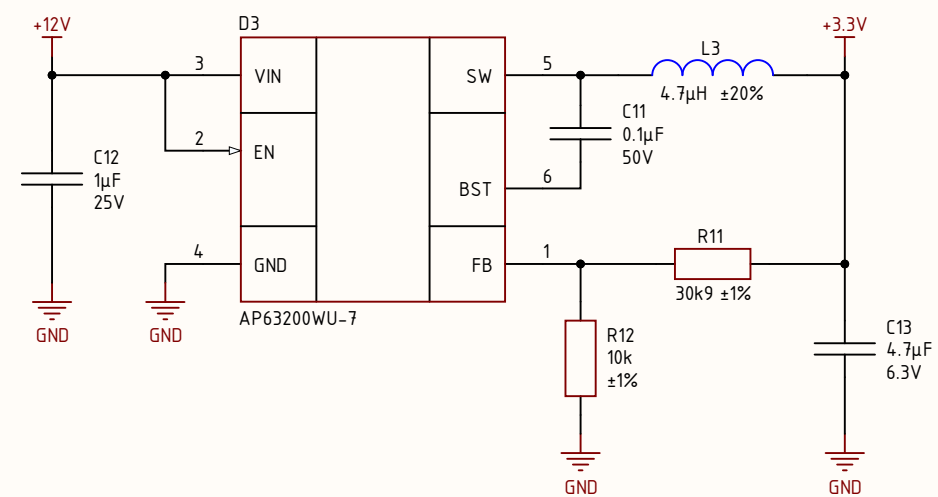 +12V
D3
+3.3V
3
VIN
SW
5
L3
4.7µH ±20%
2
EN
C11
0.1µF
50V
C12
1µF
25V
BST
6
4
GND
FB
1
R11
30k9 ±1%
AP63200WU-7
GND
GND
R12
10k
±1%
C13
4.7µF
6.3V
GND
GND